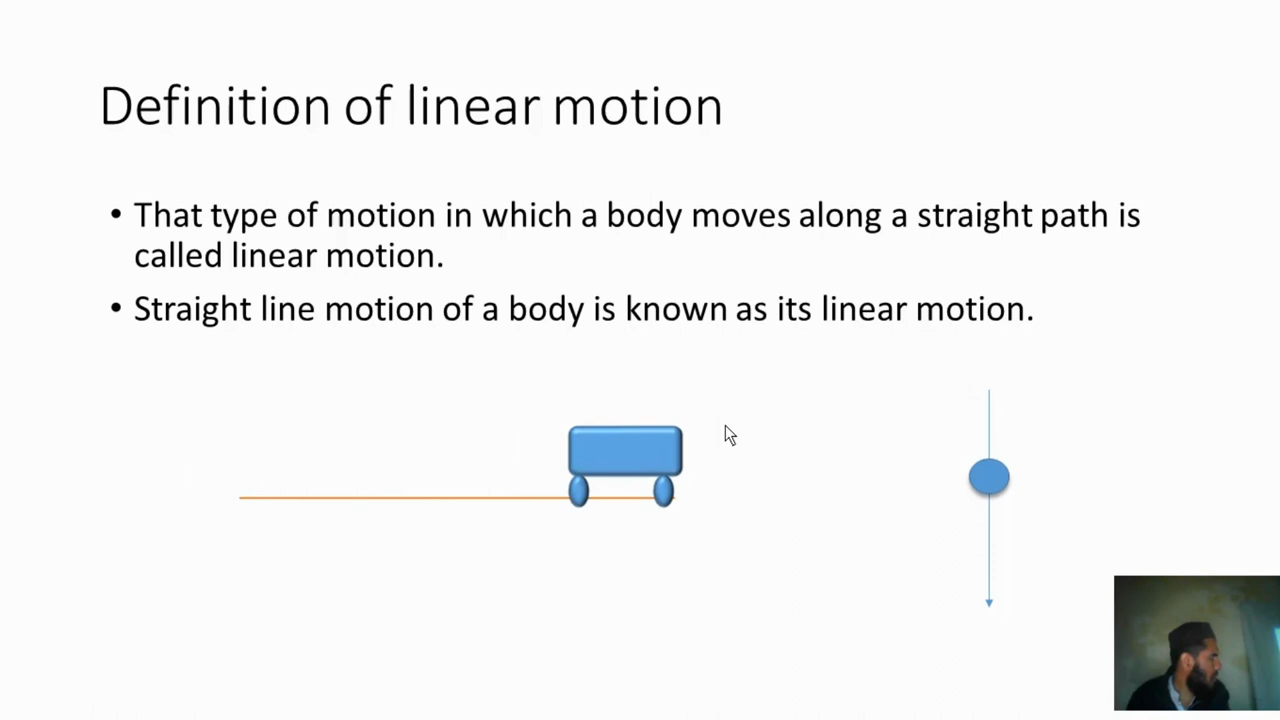 Definition of linear motion
• That type of motion in which a body moves along a straight path is
called linear motion.
• Straight line motion of a body is known as its linear motion.